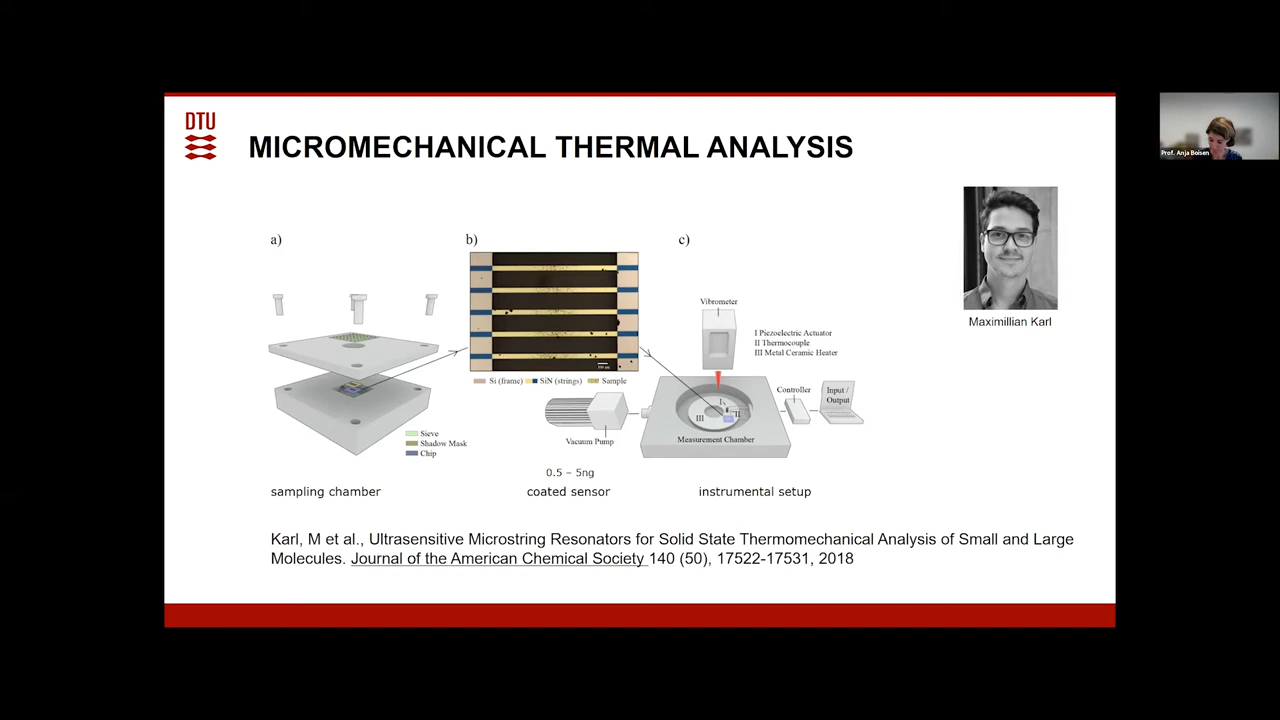 DTU
MICROMECHANICAL THERMAL ANALYSIS
Prof. Anja Boisen
a)
b)
c)
Maximillian Karl
Vibrometer
I Piezoelectric Actuator
II Thermocouple
III Metal Ceramic Heater
Si (frame)
SiN (strings)
Sample
Controller
Input /
Output
I
II
III
Measurement Chamber
Vacuum Pump
Sieve
Shadow Mask
Chip
0.5 – 5ng
sampling chamber
coated sensor
instrumental setup
Karl, M et al., Ultrasensitive Microstring Resonators for Solid State Thermomechanical Analysis of Small and Large
Molecules. Journal of the American Chemical Society 140 (50), 17522-17531, 2018